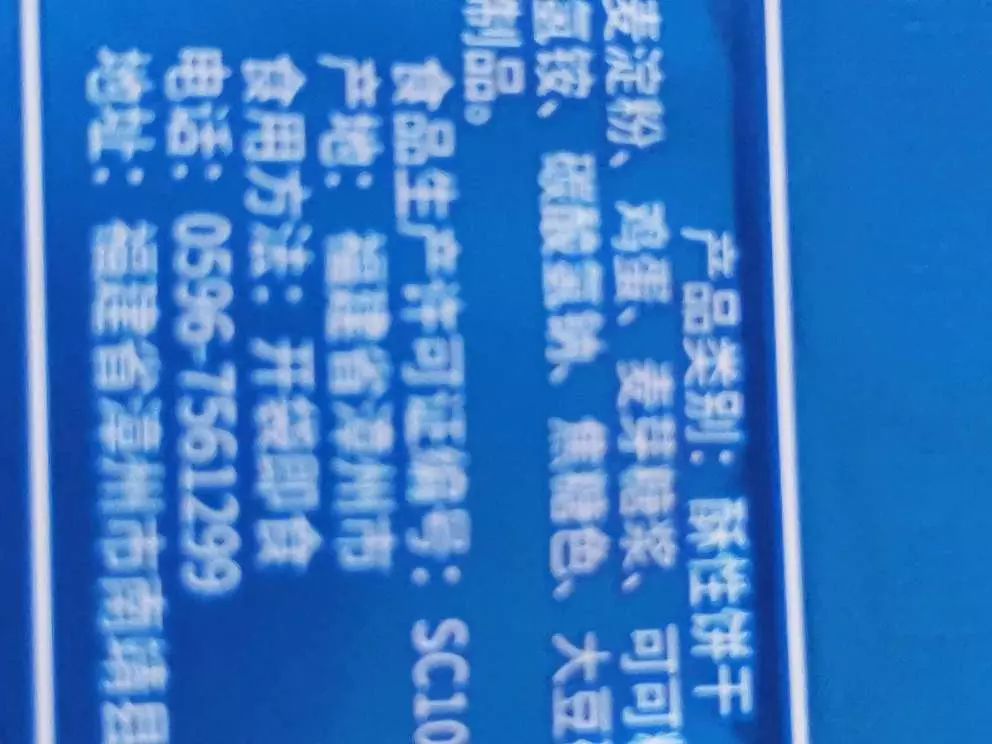 产品类别：酥性饼干
麦淀粉、鸡蛋、麦芽糖浆、可可
氢铵、碳酸氢钠、焦糖色、大豆
制品。
食品生产许可证编号：SC10
产地：福建省漳州市
食用方法：开袋即食
电话：0596-7561299
地址：福建省漳州市南靖县